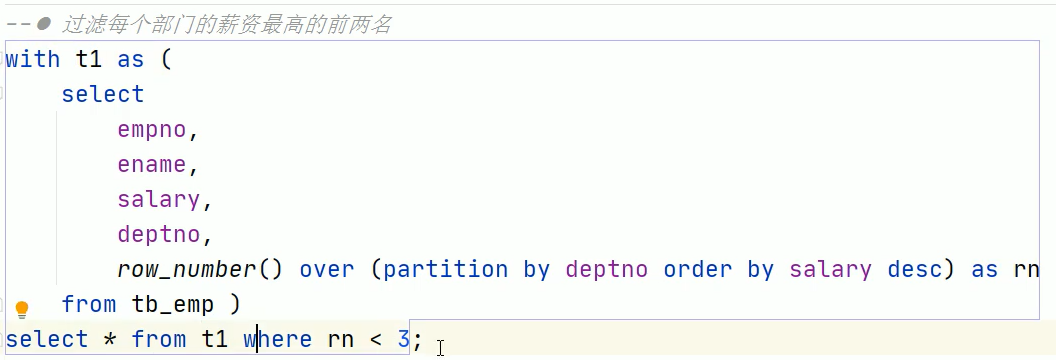 --● 过滤每个部门的薪资最高的前两名
with t1 as (
    select
        empno,
        ename,
        salary,
        deptno,
        row_number() over (partition by deptno order by salary desc) as rn
    from tb_emp )
select * from t1 where rn < 3;